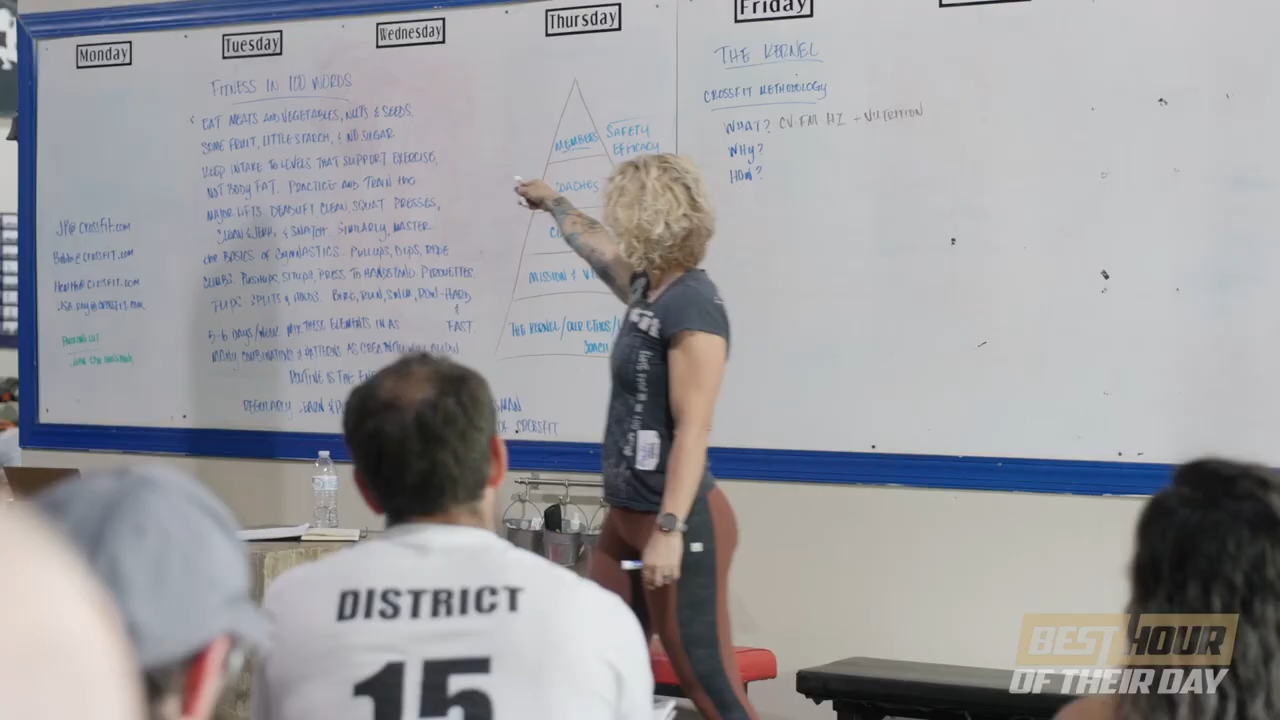 Monday
Tuesday
Wednesday
Thursday
Friday
JP@CROSSFIT.COM
FITNESS IN 100 WORDS
EAT MEATS AND VEGETABLES, NUTS & SEEDS,
SOME FRUIT, LITTLE STARCH, & NO SUGAR
KEEP INTAKE TO LEVELS THAT SUPPORT EXERCISE,
NOT BODY FAT. PRACTICE AND TRAIN THE
MAJOR LIFTS. DEADLIFT, CLEAN, SQUAT, PRESSES,
CLEAN & JERK, & SNATCH. SIMILARLY, MASTER
THE BASICS OF GYMNASTICS. PULLUPS, DIPS, ROPE
CLIMBS, PUSHUPS, SITUPS, PRESS TO HANDSTAND, PIROUETTES,
FLIPS, SPLITS & HOLDS. BIKE, RUN, SWIM, ROW-HARD
&
5-6 DAYS/WEEK MIX THESE ELEMENTS IN AS FAST.
MANY COMBINATIONS & PATTERNS AS CREATIVITY WILL ALLOW
ROUTINE IS THE
REGULARLY LEARN &
OF CROSSFIT
MEMBERS
SAFETY
EFFICACY
COACHES
MISSION &
THE KERNEL/OUR ETHOS/
COACH
THE KERNEL
CROSSFIT METHODOLOGY
WHAT? CV FM HI + NUTRITION
WHY?
HOW?
DISTRICT
15
BEST HOUR
OF THEIR DAY